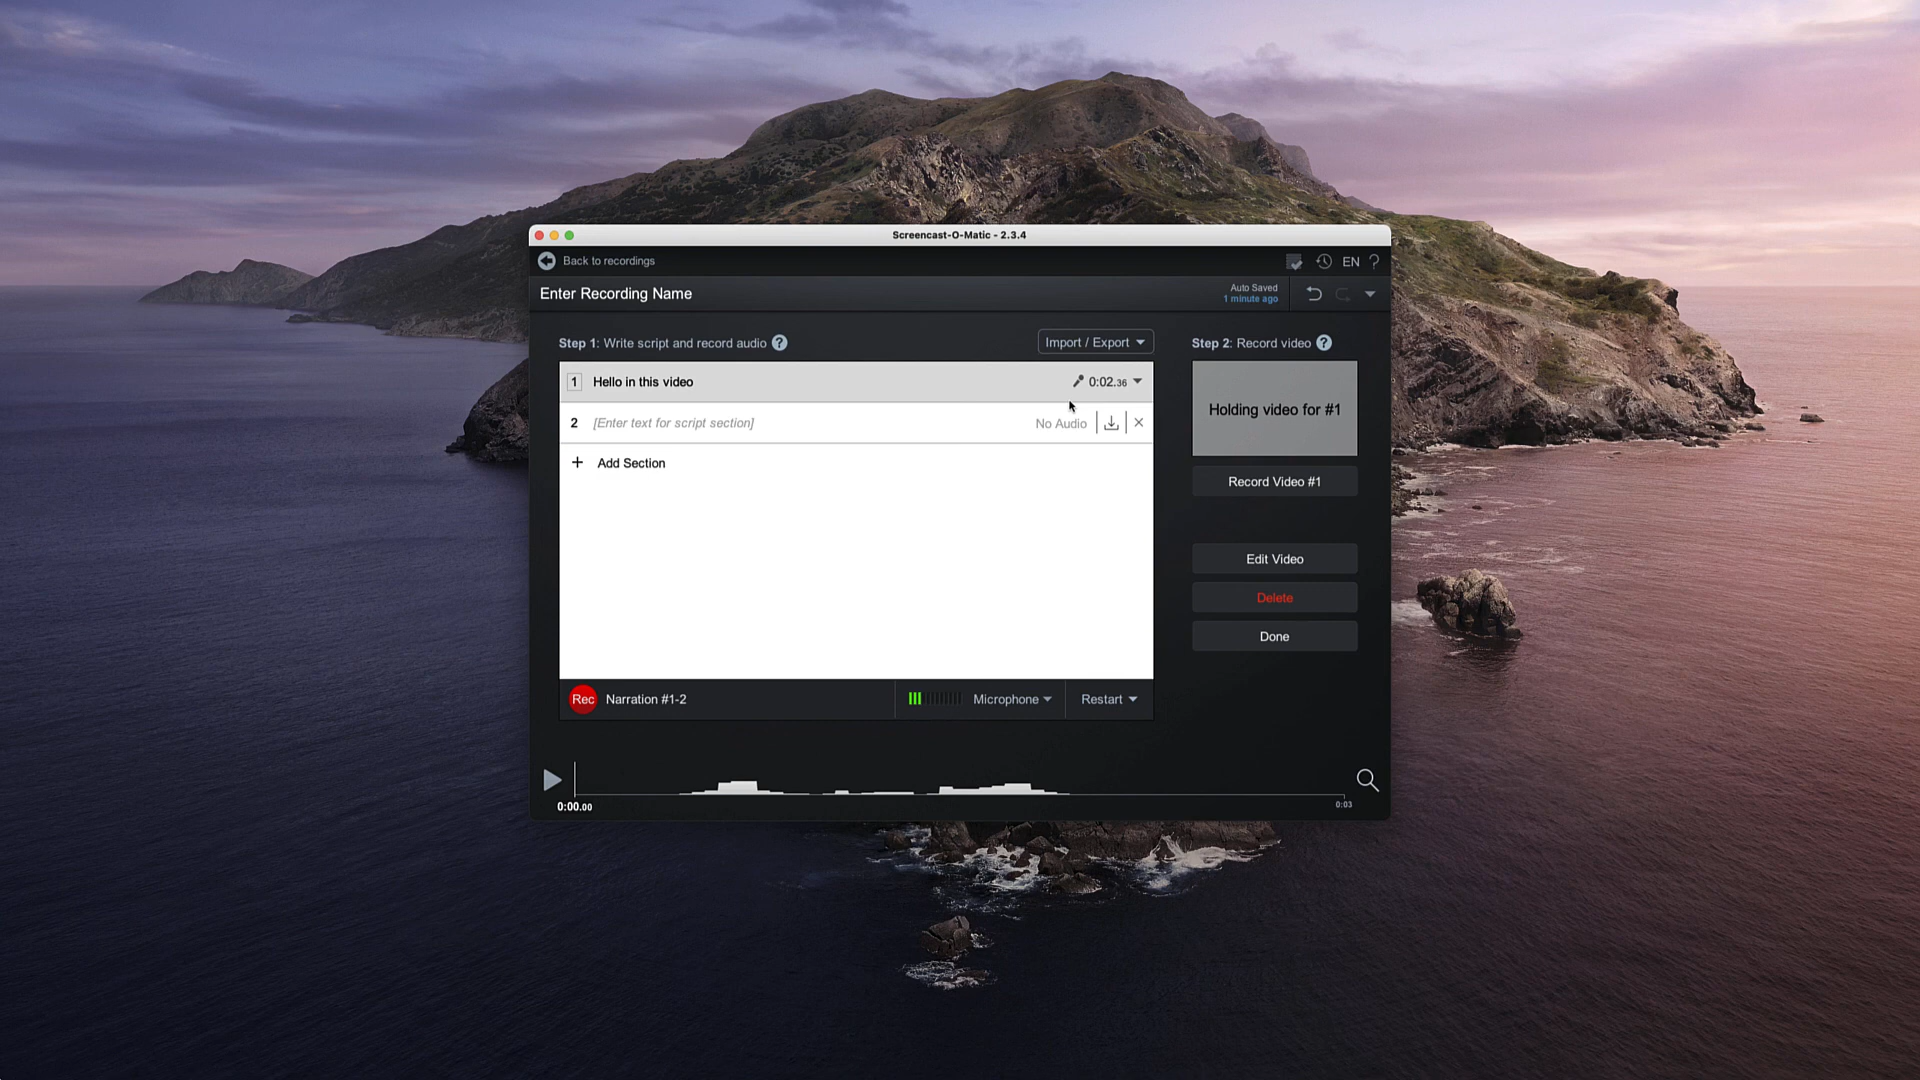 Screencast-O-Matic - 2.3.4
Back to recordings
EN ?
Enter Recording Name
Auto Saved
1 minute ago
Step 1: Write script and record audio ?
Import / Export
Step 2: Record video ?
1 Hello in this video 0:02.36
2 [Enter text for script section] No Audio
+ Add Section
Holding video for #1
Record Video #1
Edit Video
Delete
Done
Rec Narration #1-2 Microphone Restart
0:00.00
0:03